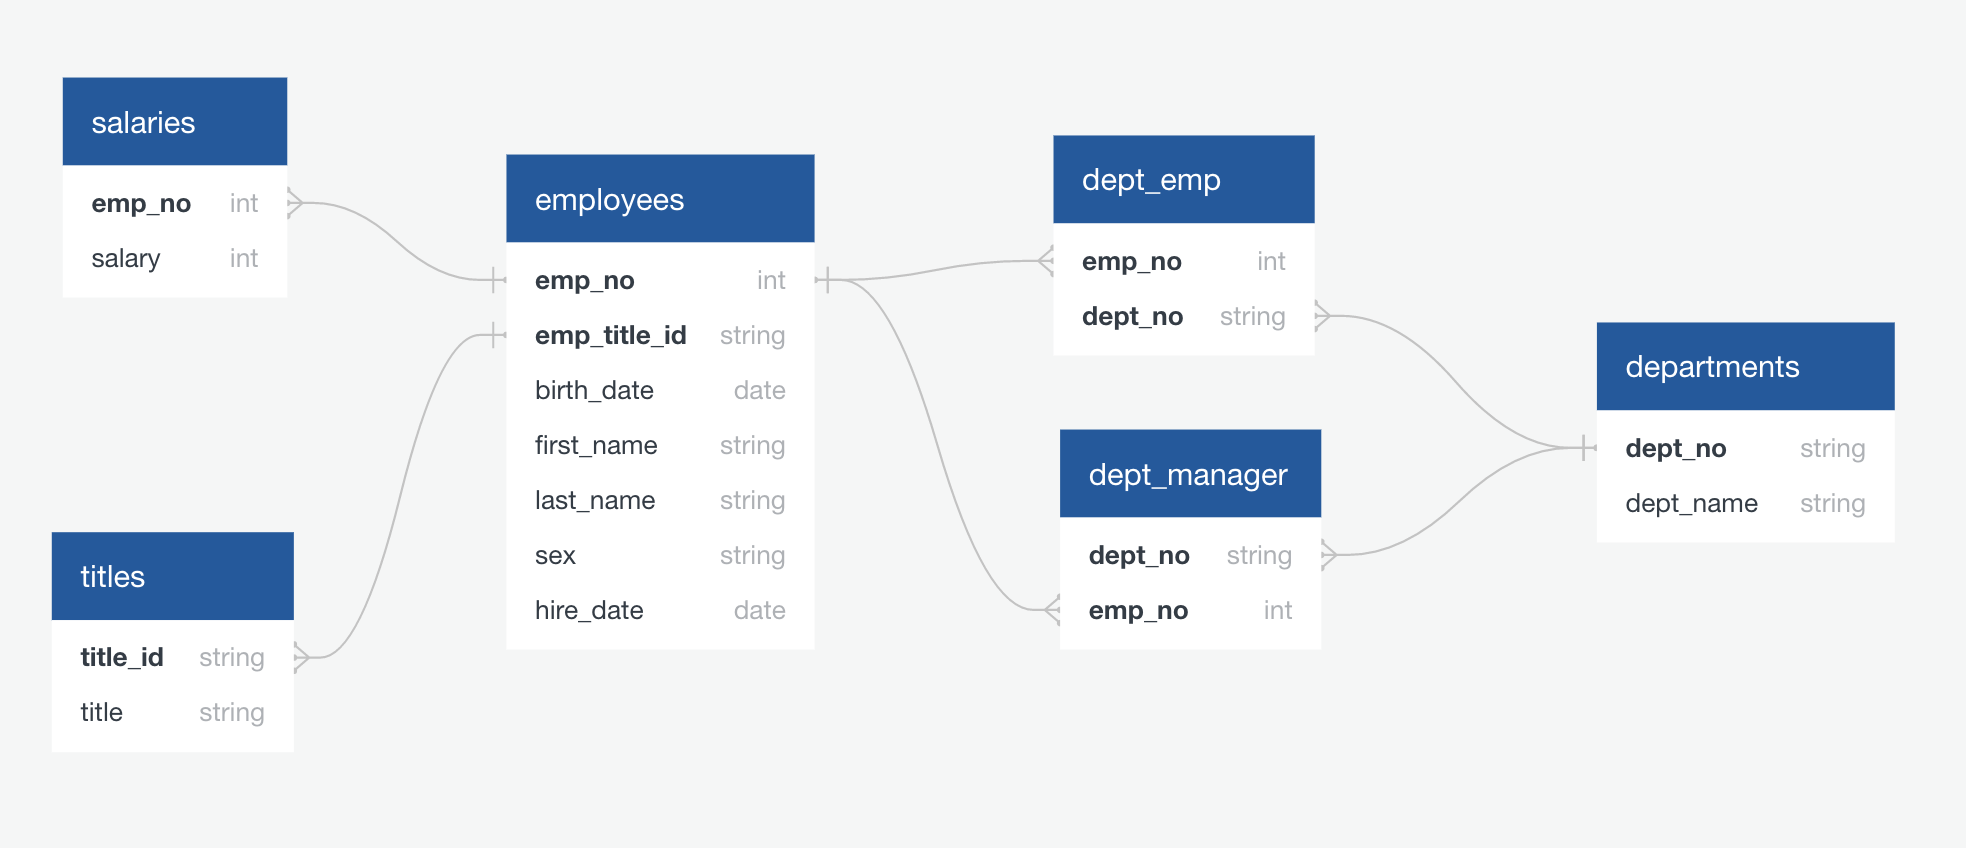 salaries
emp_no int
salary int
employees
emp_no int
emp_title_id string
birth_date date
first_name string
last_name string
sex string
hire_date date
titles
title_id string
title string
dept_emp
emp_no int
dept_no string
dept_manager
dept_no string
emp_no int
departments
dept_no string
dept_name string